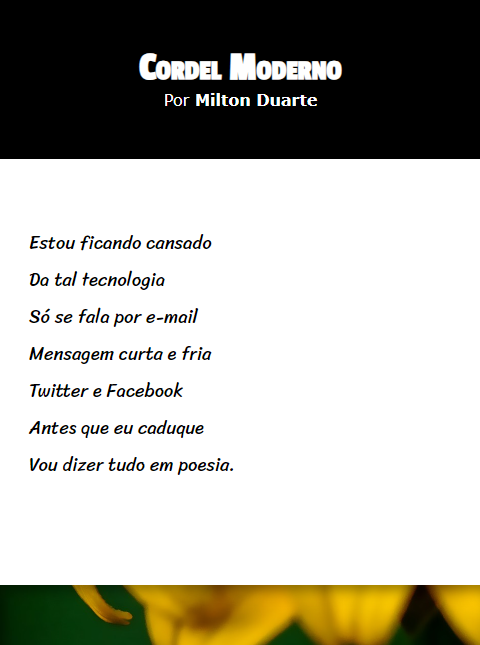 Cordel Moderno
Por Milton Duarte
Estou ficando cansado
Da tal tecnologia
Só se fala por e-mail
Mensagem curta e fria
Twitter e Facebook
Antes que eu caduque
Vou dizer tudo em poesia.